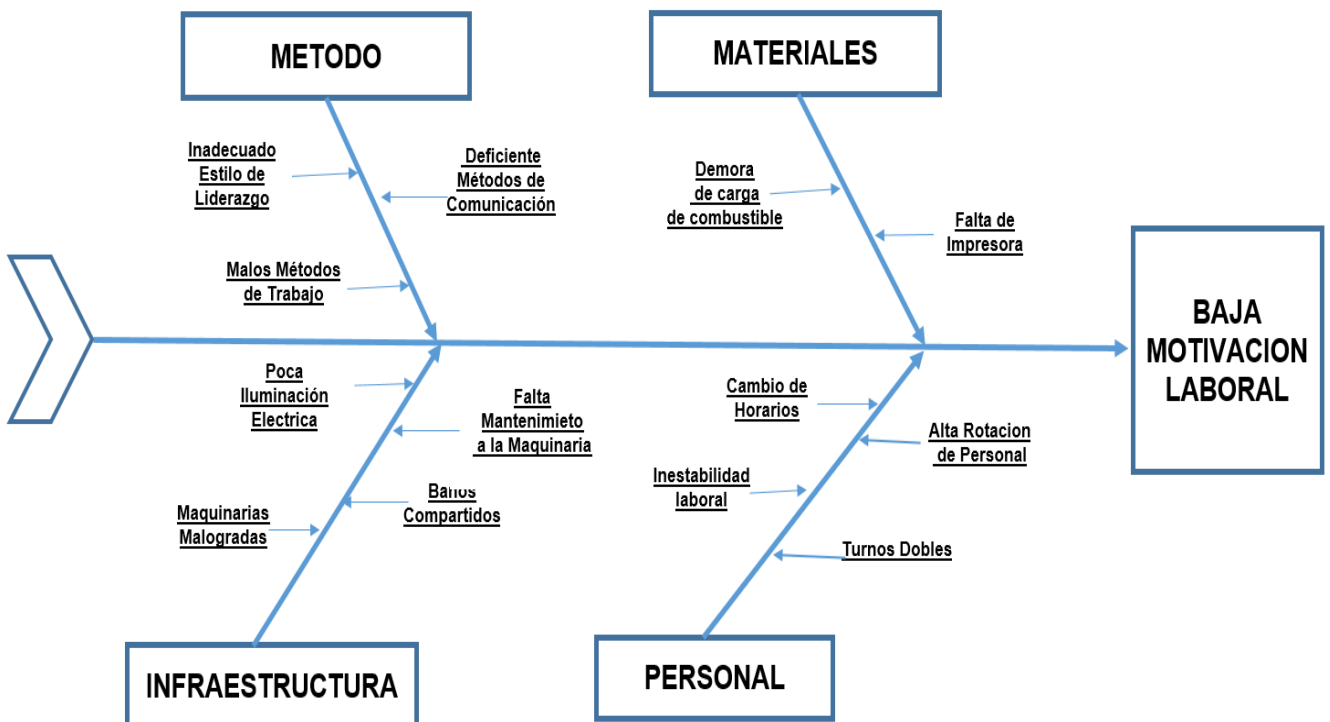 METODO
MATERIALES
Inadecuado
Estilo de
Liderazgo
Deficiente
Métodos de
Comunicación
Malos Métodos
de Trabajo
Demora
de carga
de combustible
Falta de
Impresora
BAJA
MOTIVACION
LABORAL
Poca
Iluminación
Electrica
Falta
Mantenimieto
a la Maquinaria
Baños
Compartidos
Maquinarias
Malogradas
Cambio de
Horarios
Alta Rotacion
de Personal
Inestabilidad
laboral
Turnos Dobles
INFRAESTRUCTURA
PERSONAL